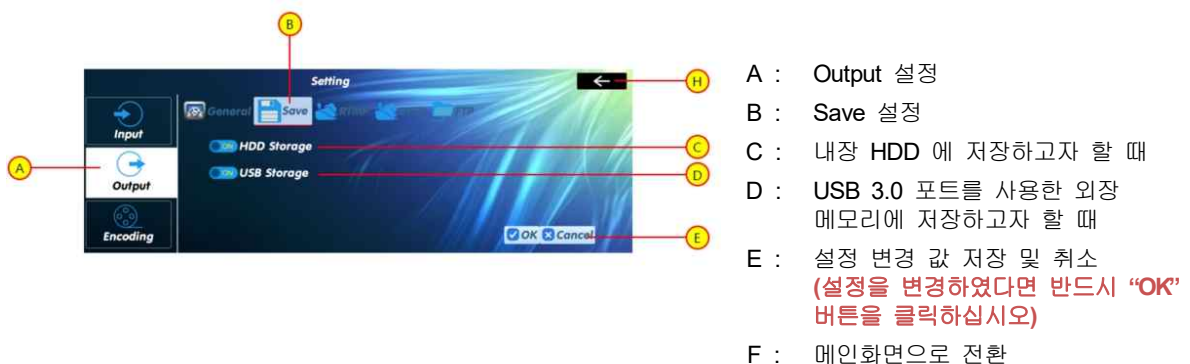 B
Setting
H
General Save RTMP FTP
Input
ON HDD Storage
C
A
ON USB Storage
D
Output
OK Cancel
E
Encoding
A : Output 설정
B : Save 설정
C : 내장 HDD 에 저장하고자 할 때
D : USB 3.0 포트를 사용한 외장
메모리에 저장하고자 할 때
E : 설정 변경 값 저장 및 취소
(설정을 변경하였다면 반드시 “OK”
버튼을 클릭하십시오)
F : 메인화면으로 전환